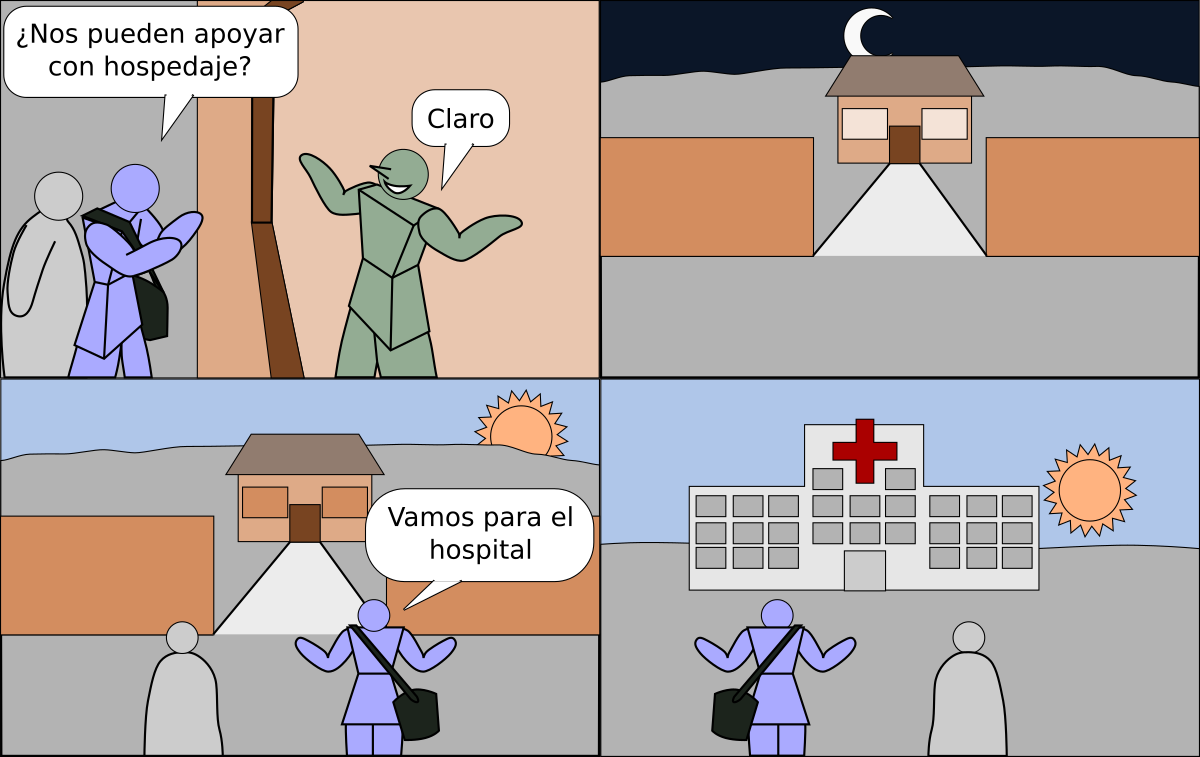 ¿Nos pueden apoyar
con hospedaje?
Claro
Vamos para el
hospital